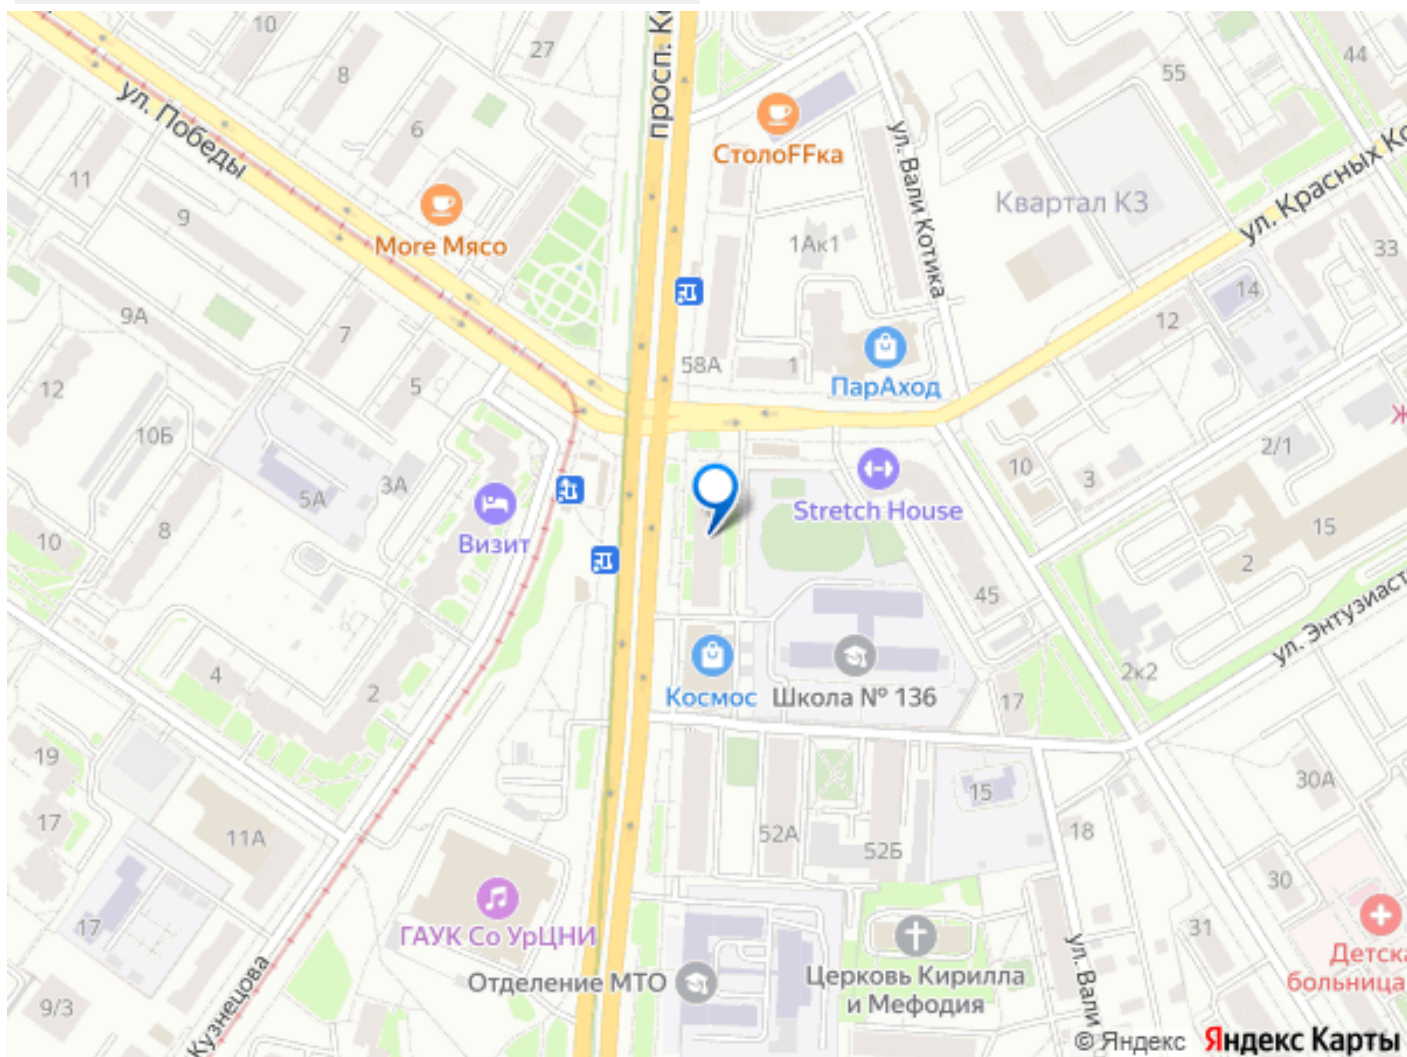 10
27
8
6
ул. Победы
11
9
More Мясо
просп. Ко
СтолоFFка
55
44
ул. Вали Котика
Квартал КЗ
ул. Красных Ко
1Ак1
33
14
12
9А
7
12
5
58А
1
ПарАход
10Б
3А
5А
8
10
Визит
Stretch House
10
3
2/1
Ж
15
2
45
ул. Энтузиаст
2к2
4
2
Космос
Школа № 136
17
19
17
11А
30А
15
18
52А
52Б
30
17
31
ГАУК Со УрЦНИ
Отделение МТО
Церковь Кирилла
и Мефодия
ул. Вали
Детска
больница
9/3
Кузнецова
© Яндекс Яндекс Карты